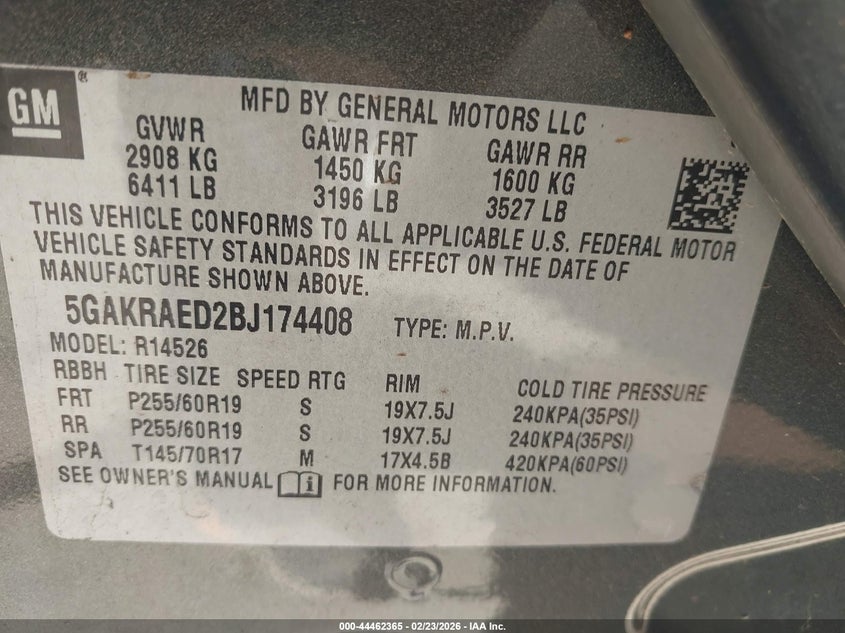 GM®
MFD BY GENERAL MOTORS LLC
GVWR GAWR FRT GAWR RR
2908 KG 1450 KG 1600 KG
6411 LB 3196 LB 3527 LB
THIS VEHICLE CONFORMS TO ALL APPLICABLE U.S. FEDERAL MOTOR
VEHICLE SAFETY STANDARDS IN EFFECT ON THE DATE OF
MANUFACTURE SHOWN ABOVE.
5GAKRAED2BJ174408 TYPE: M.P.V.
MODEL: R14526
RBBH TIRE SIZE SPEED RTG RIM COLD TIRE PRESSURE
FRT P255/60R19 S 19X7.5J 240KPA(35PSI)
RR P255/60R19 S 19X7.5J 240KPA(35PSI)
SPA T145/70R17 M 17X4.5B 420KPA(60PSI)
SEE OWNER'S MANUAL i FOR MORE INFORMATION.
000-44462365 - 02/23/2026 - IAA Inc.